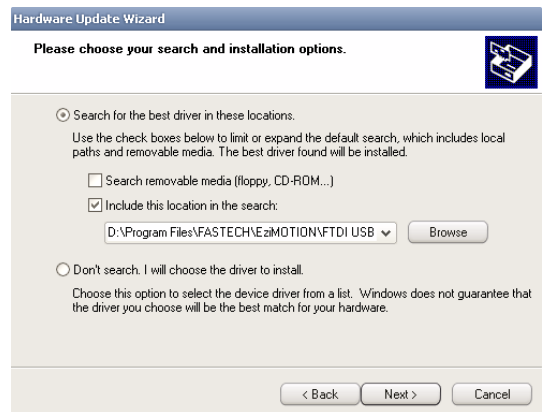 Hardware Update Wizard
Please choose your search and installation options.
Search for the best driver in these locations.
Use the check boxes below to limit or expand the default search, which includes local
paths and removable media. The best driver found will be installed.
Search removable media (floppy, CD-ROM...)
Include this location in the search:
D:\Program Files\FASTECH\EziMOTION\FTDI USB
Browse
Don't search. I will choose the driver to install.
Choose this option to select the device driver from a list. Windows does not guarantee that
the driver you choose will be the best match for your hardware.
< Back
Next >
Cancel